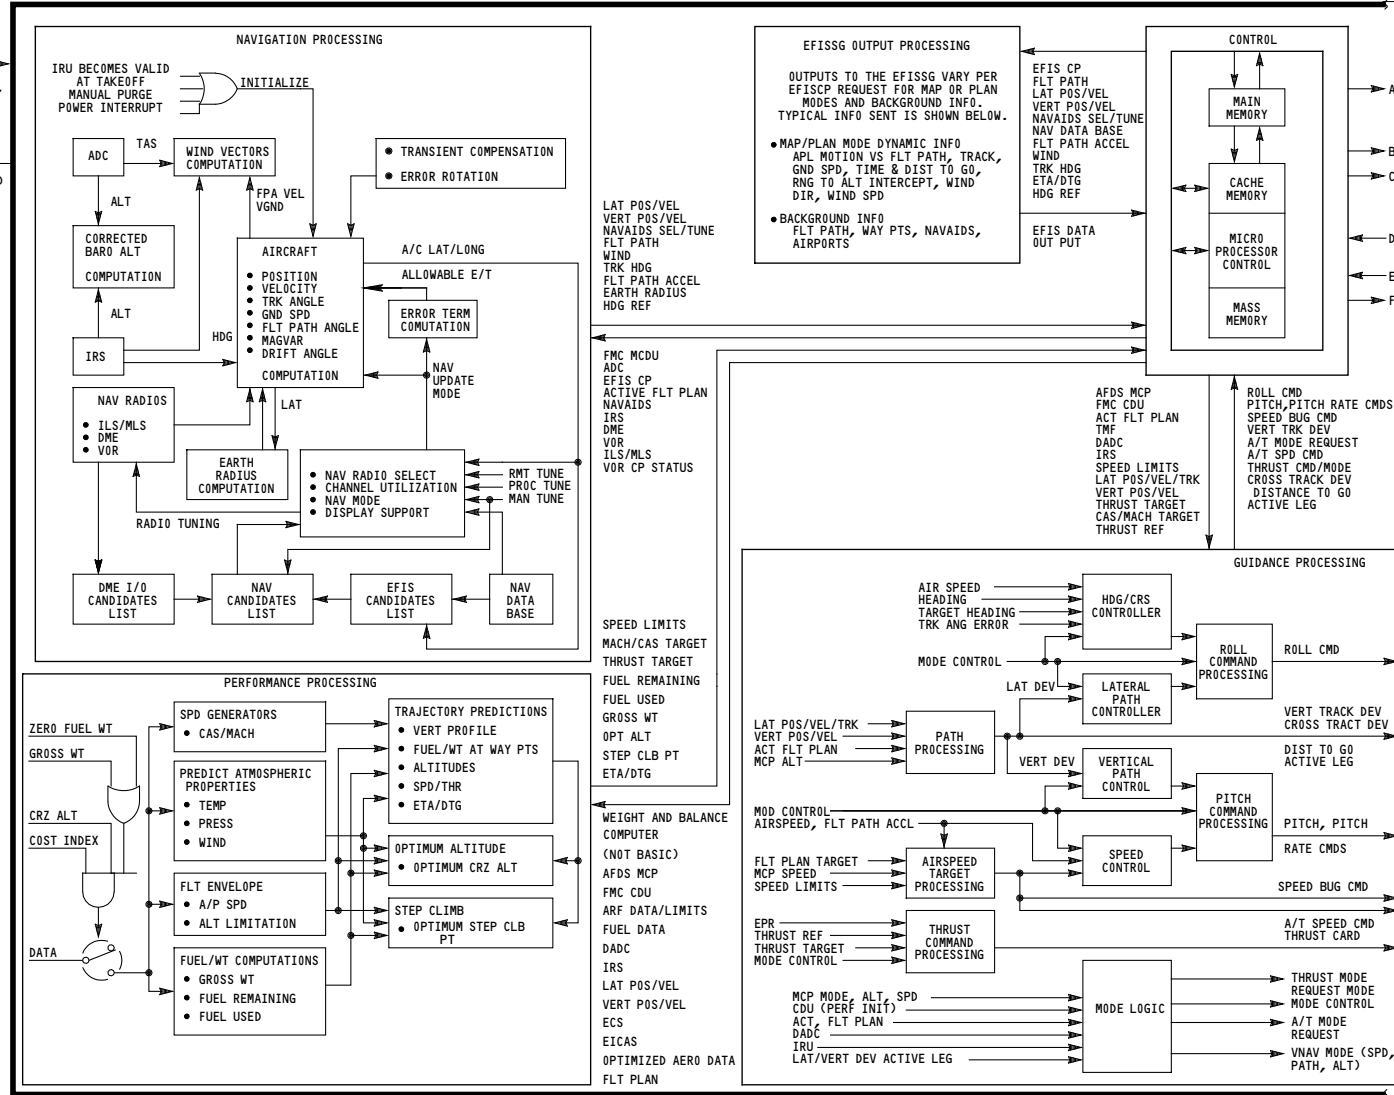 NAVIGATION PROCESSING
IRU BECOMES VALID
AT TAKEOFF
MANUAL PURGE
POWER INTERRUPT
INITIALIZE
ADC
TAS
WIND VECTORS
COMPUTATION
● TRANSIENT COMPENSATION
● ERROR ROTATION
ALT
FPA VEL
VGND
CORRECTED
BARO ALT
COMPUTATION
ALT
IRS
HDG
AIRCRAFT
● POSITION
● VELOCITY
● TRK ANGLE
● GND SPD
● FLT PATH ANGLE
● MAGVAR
● DRIFT ANGLE
COMPUTATION
A/C LAT/LONG
ALLOWABLE E/T
ERROR TERM
COMUTATION
NAV
UPDATE
MODE
NAV RADIOS
● ILS/MLS
● DME
● VOR
LAT
EARTH
RADIUS
COMPUTATION
● NAV RADIO SELECT
● CHANNEL UTILIZATION
● NAV MODE
● DISPLAY SUPPORT
RMT TUNE
PROC TUNE
MAN TUNE
RADIO TUNING
DME I/O
CANDIDATES
LIST
NAV
CANDIDATES
LIST
EFIS
CANDIDATES
LIST
NAV
DATA
BASE
LAT POS/VEL
VERT POS/VEL
NAVAIDS SEL/TUNE
FLT PATH
WIND
TRK HDG
FLT PATH ACCEL
EARTH RADIUS
HDG REF
FMC MCDU
ADC
EFIS CP
ACTIVE FLT PLAN
NAVAIDS
IRS
DME
VOR
ILS/MLS
VOR CP STATUS
EFISSG OUTPUT PROCESSING
OUTPUTS TO THE EFISSG VARY PER
EFISCP REQUEST FOR MAP OR PLAN
MODES AND BACKGROUND INFO.
TYPICAL INFO SENT IS SHOWN BELOW.
● MAP/PLAN MODE DYNAMIC INFO
APL MOTION VS FLT PATH, TRACK,
GND SPD, TIME & DIST TO GO,
RNG TO ALT INTERCEPT, WIND
DIR, WIND SPD
● BACKGROUND INFO
FLT PATH, WAY PTS, NAVAIDS,
AIRPORTS
EFIS CP
FLT PATH
LAT POS/VEL
VERT POS/VEL
NAVAIDS SEL/TUNE
NAV DATA BASE
FLT PATH ACCEL
WIND
TRK HDG
ETA/DTG
HDG REF
EFIS DATA
OUT PUT
CONTROL
MAIN
MEMORY
CACHE
MEMORY
MICRO
PROCESSOR
CONTROL
MASS
MEMORY
A
B
C
D
E
F
AFDS MCP
FMC CDU
ACT FLT PLAN
TMF
DADC
IRS
SPEED LIMITS
LAT POS/VEL/TRK
VERT POS/VEL
THRUST TARGET
CAS/MACH TARGET
THRUST REF
ROLL CMD
PITCH,PITCH RATE CMDS
SPEED BUG CMD
VERT TRK DEV
A/T MODE REQUEST
A/T SPD CMD
THRUST CMD/MODE
CROSS TRACK DEV
DISTANCE TO GO
ACTIVE LEG
PERFORMANCE PROCESSING
ZERO FUEL WT
GROSS WT
CRZ ALT
COST INDEX
DATA
SPD GENERATORS
● CAS/MACH
PREDICT ATMOSPHERIC
PROPERTIES
● TEMP
● PRESS
● WIND
FLT ENVELOPE
● A/P SPD
● ALT LIMITATION
FUEL/WT COMPUTATIONS
● GROSS WT
● FUEL REMAINING
● FUEL USED
TRAJECTORY PREDICTIONS
● VERT PROFILE
● FUEL/WT AT WAY PTS
● ALTITUDES
● SPD/THR
● ETA/DTG
OPTIMUM ALTITUDE
● OPTIMUM CRZ ALT
STEP CLIMB
● OPTIMUM STEP CLB
PT
SPEED LIMITS
MACH/CAS TARGET
THRUST TARGET
FUEL REMAINING
FUEL USED
GROSS WT
OPT ALT
STEP CLB PT
ETA/DTG
WEIGHT AND BALANCE
COMPUTER
(NOT BASIC)
AFDS MCP
FMC CDU
ARF DATA/LIMITS
FUEL DATA
DADC
IRS
LAT POS/VEL
VERT POS/VEL
ECS
EICAS
OPTIMIZED AERO DATA
FLT PLAN
GUIDANCE PROCESSING
AIR SPEED
HEADING
TARGET HEADING
TRK ANG ERROR
HDG/CRS
CONTROLLER
MODE CONTROL
ROLL
COMMAND
PROCESSING
ROLL CMD
LAT DEV
LATERAL
PATH
CONTROLLER
LAT POS/VEL/TRK
VERT POS/VEL
ACT FLT PLAN
MCP ALT
PATH
PROCESSING
VERT TRACK DEV
CROSS TRACT DEV
DIST TO GO
ACTIVE LEG
VERT DEV
VERTICAL
PATH
CONTROL
MOD CONTROL
AIRSPEED, FLT PATH ACCL
PITCH
COMMAND
PROCESSING
PITCH, PITCH
RATE CMDS
FLT PLAN TARGET
MCP SPEED
SPEED LIMITS
AIRSPEED
TARGET
PROCESSING
SPEED
CONTROL
SPEED BUG CMD
EPR
THRUST REF
THRUST TARGET
MODE CONTROL
THRUST
COMMAND
PROCESSING
A/T SPEED CMD
THRUST CARD
MCP MODE, ALT, SPD
CDU (PERF INIT)
ACT, FLT PLAN
DADC
IRU
LAT/VERT DEV ACTIVE LEG
MODE LOGIC
THRUST MODE
REQUEST MODE
MODE CONTROL
A/T MODE
REQUEST
VNAV MODE (SPD,
PATH, ALT)